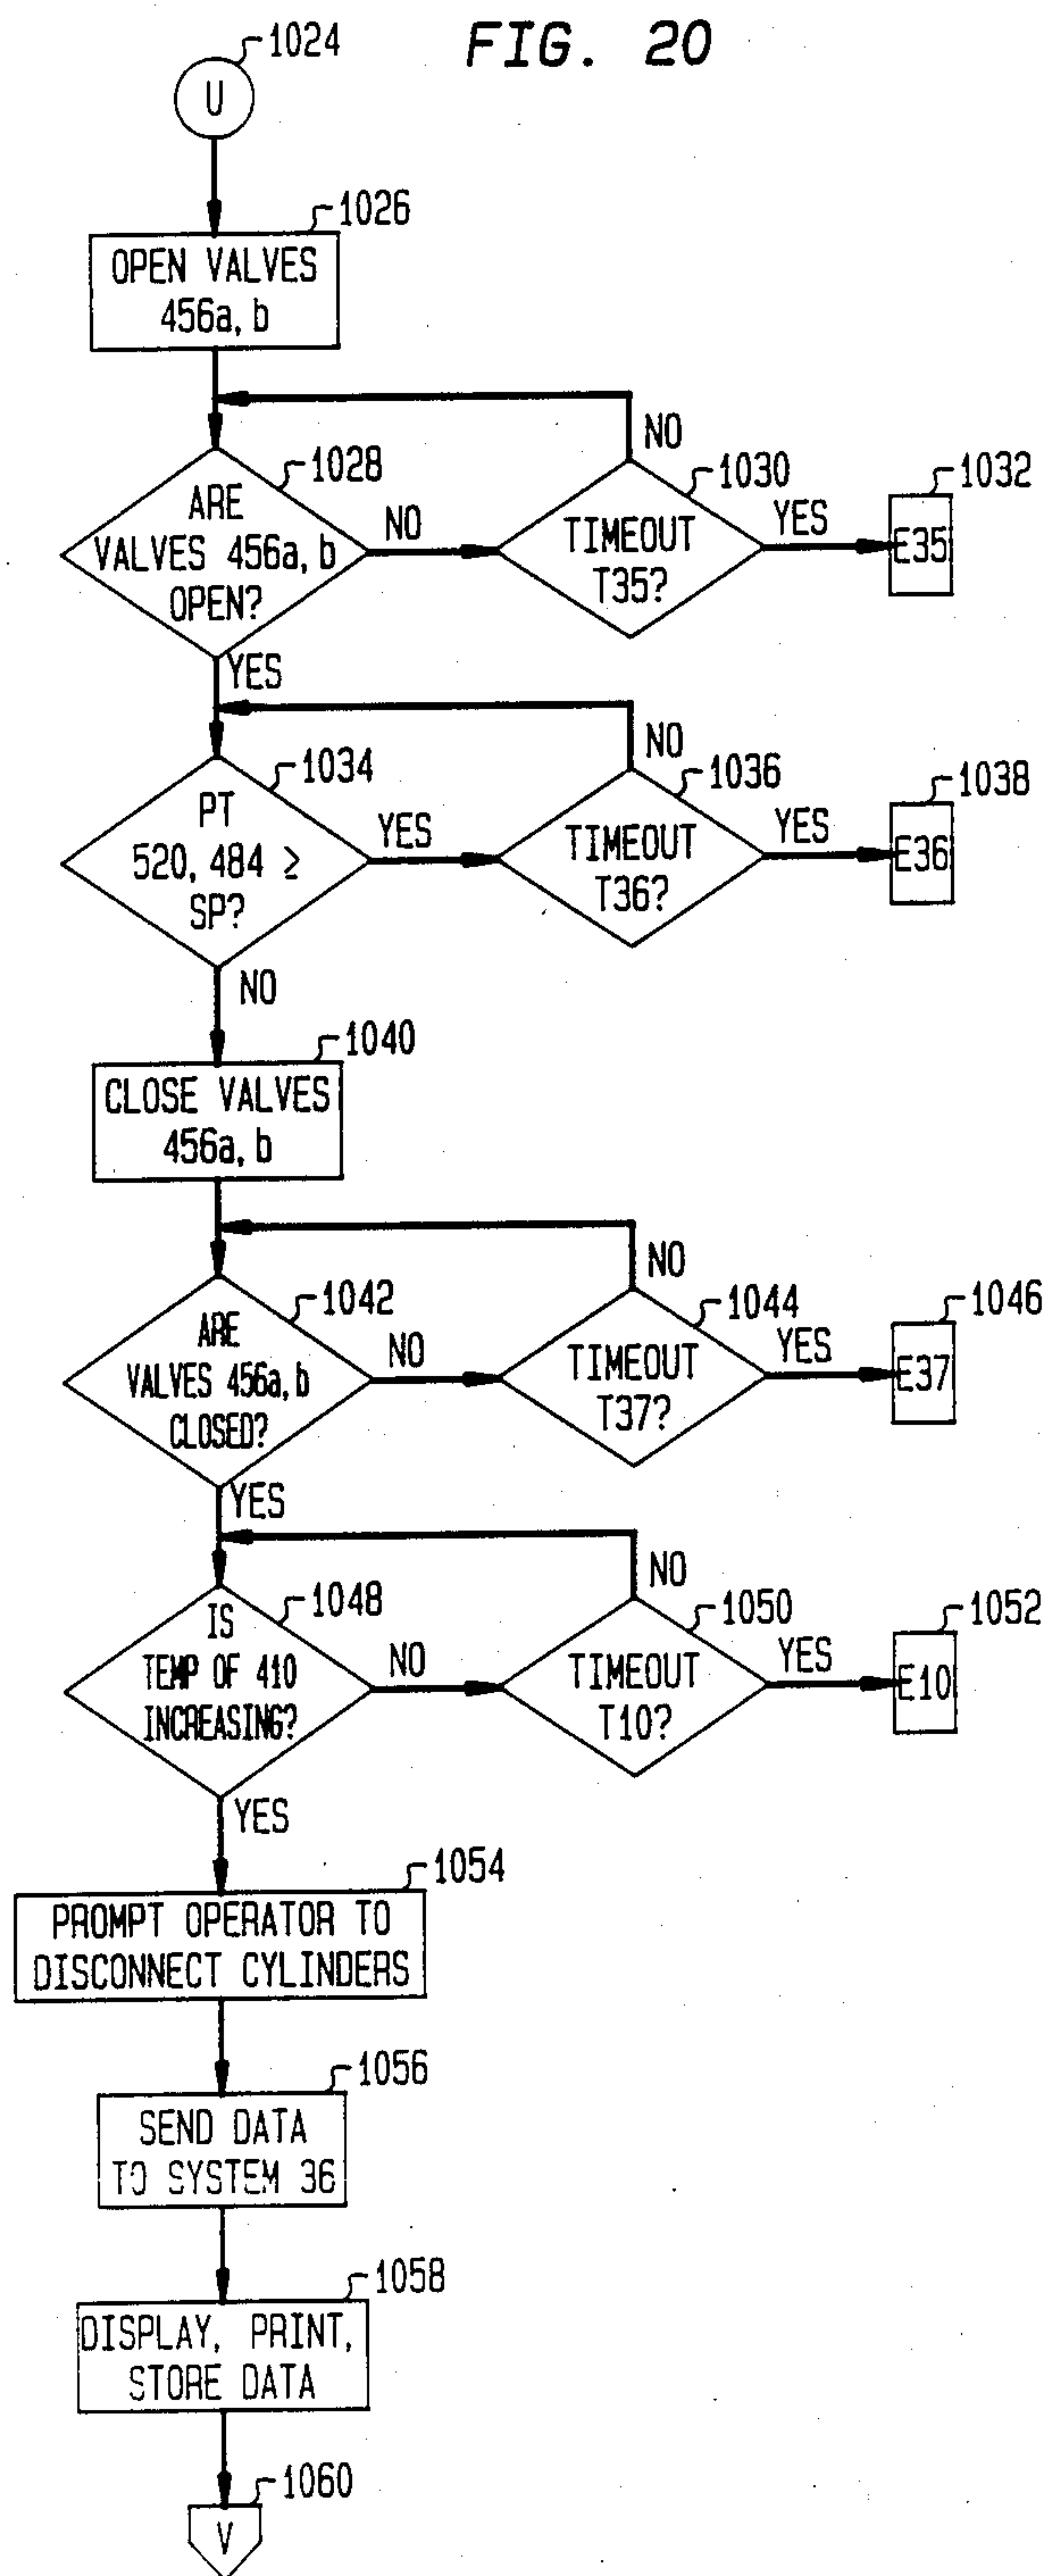 FIG. 20
1024
U
1026
OPEN VALVES
456a, b
NO
1028
1030
1032
ARE
VALVES 456a, b
OPEN?
NO
TIMEOUT
T35?
YES
E35
YES
NO
1034
1036
1038
PT
520, 484 ≥
SP?
YES
TIMEOUT
T36?
YES
E36
NO
1040
CLOSE VALVES
456a, b
NO
1042
1044
1046
ARE
VALVES 456a, b
CLOSED?
NO
TIMEOUT
T37?
YES
E37
YES
NO
1048
1050
1052
IS
TEMP OF 410
INCREASING?
NO
TIMEOUT
T10?
YES
E10
YES
1054
PROMPT OPERATOR TO
DISCONNECT CYLINDERS
1056
SEND DATA
TO SYSTEM 36
1058
DISPLAY, PRINT,
STORE DATA
1060
V